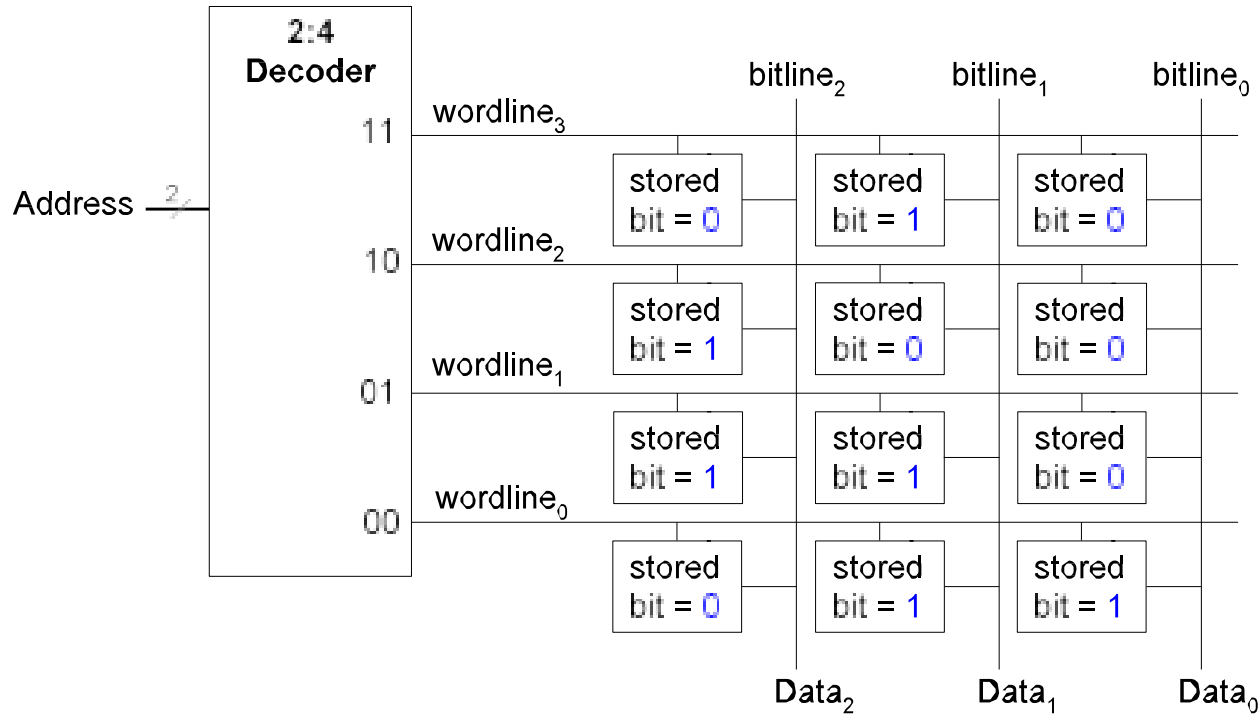 2:4
Decoder
bitline₂ bitline₁ bitline₀
wordline₃
11
stored stored stored
bit = 0 bit = 1 bit = 0
Address 2
wordline₂
10
stored stored stored
bit = 1 bit = 0 bit = 0
wordline₁
01
stored stored stored
bit = 1 bit = 1 bit = 0
wordline₀
00
stored stored stored
bit = 0 bit = 1 bit = 1
Data₂ Data₁ Data₀